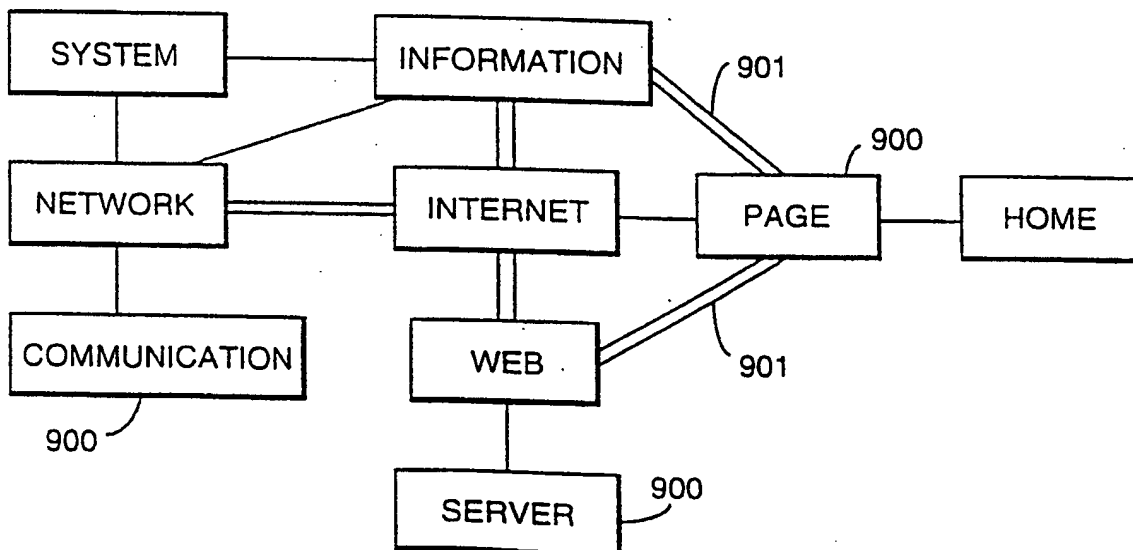 SYSTEM
INFORMATION
901
900
NETWORK
INTERNET
PAGE
HOME
COMMUNICATION
WEB
901
900
SERVER
900